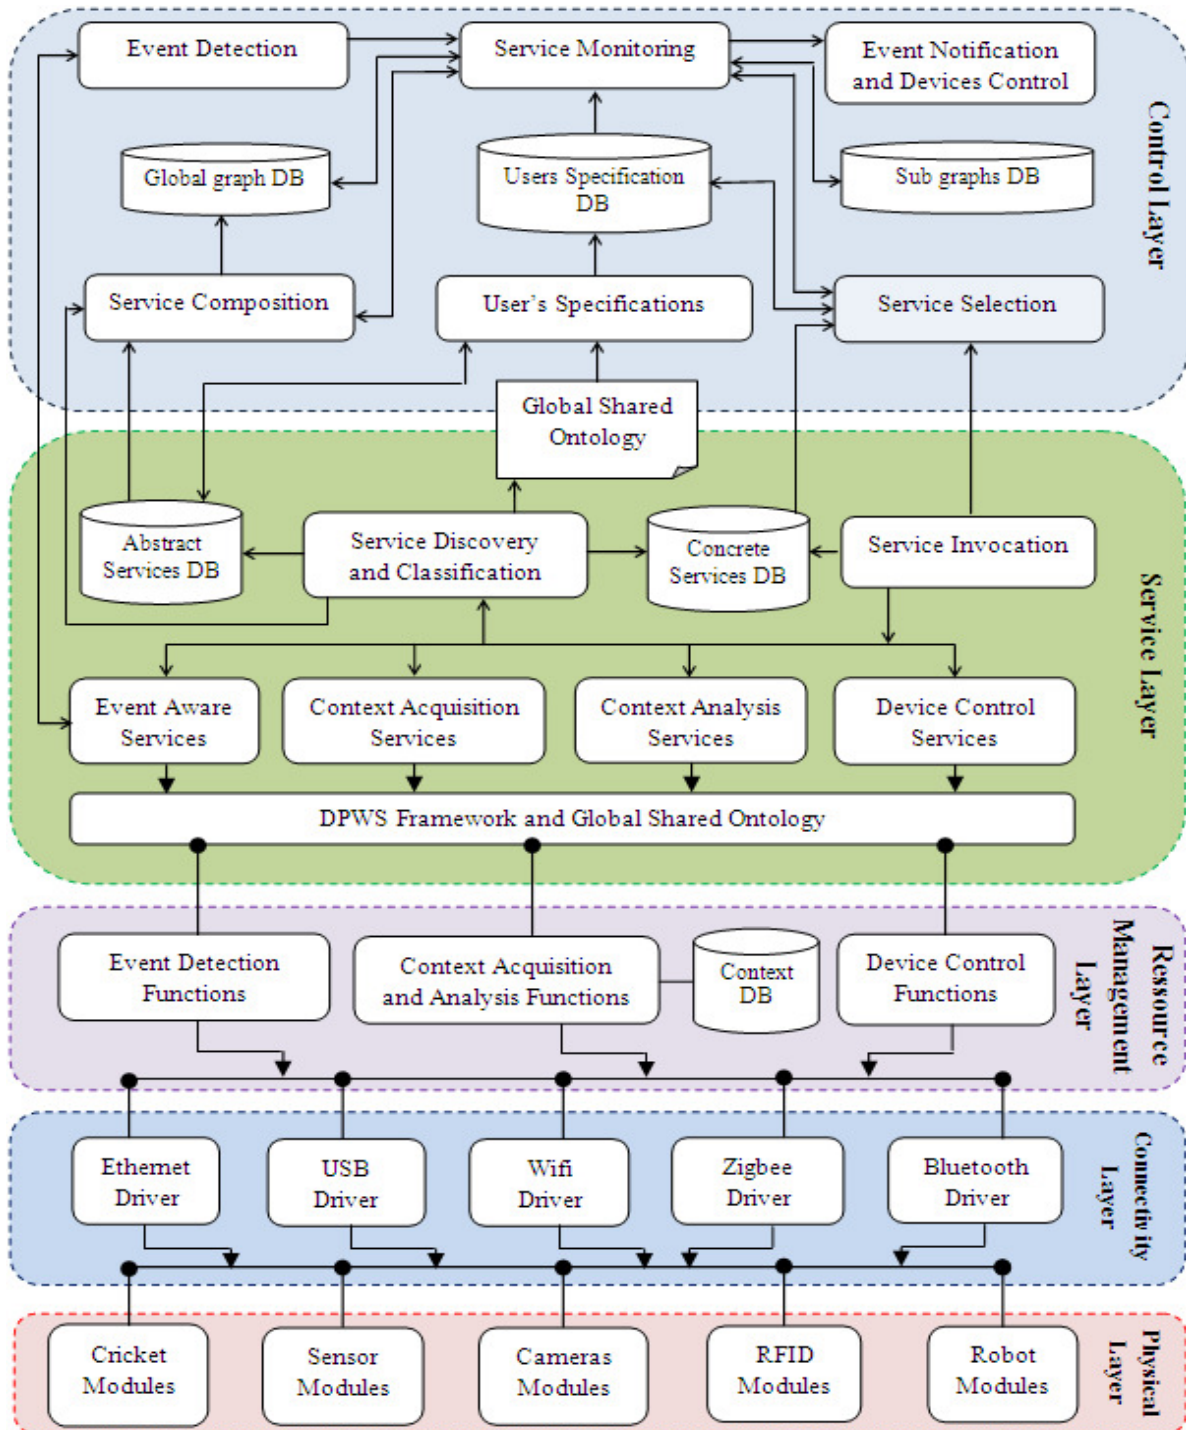 Event Detection
Service Monitoring
Event Notification
and Devices Control
Control Layer
Global graph DB
Users Specification
DB
Sub graphs DB
Service Composition
User's Specifications
Service Selection
Global Shared
Ontology
Service Layer
Abstract
Services DB
Service Discovery
and Classification
Concrete
Services DB
Service Invocation
Event Aware
Services
Context Acquisition
Services
Context Analysis
Services
Device Control
Services
DPWS Framework and Global Shared Ontology
Ressource
Management
Layer
Event Detection
Functions
Context Acquisition
and Analysis Functions
Context
DB
Device Control
Functions
Connectivity
Layer
Ethernet
Driver
USB
Driver
Wifi
Driver
Zigbee
Driver
Bluetooth
Driver
Physical
Layer
Cricket
Modules
Sensor
Modules
Cameras
Modules
RFID
Modules
Robot
Modules